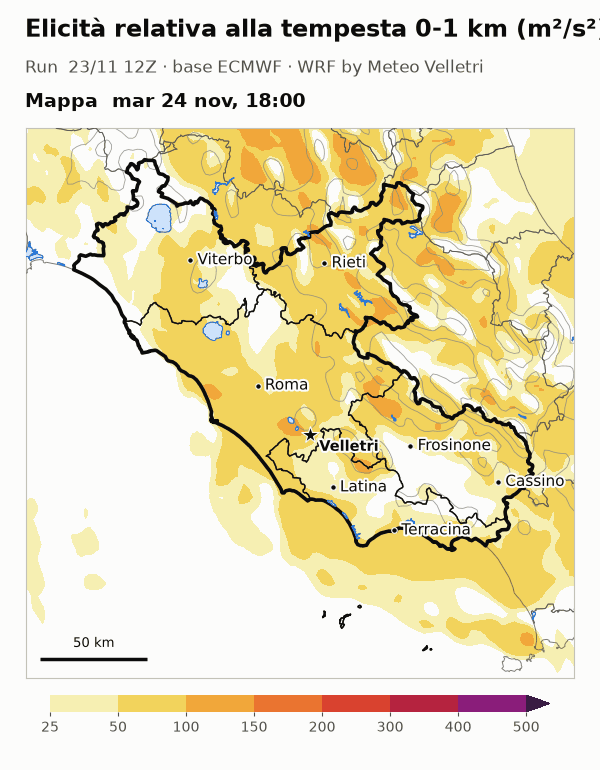 Elicità relativa alla tempesta 0-1 km (m²/s²)
Run  23/11 12Z · base ECMWF · WRF by Meteo Velletri
Mappa  mar 24 nov, 18:00
Viterbo
Rieti
Roma
Velletri
Frosinone
Latina
Cassino
Terracina
50 km
25 50 100 150 200 300 400 500